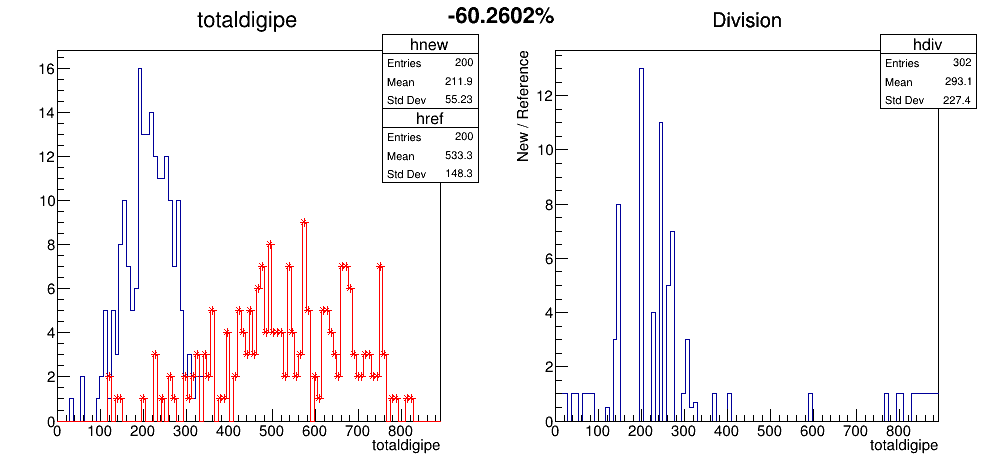 -60.2602%
totaldigipe
hnew
Entries 200
Mean 211.9
Std Dev 55.23
href
Entries 200
Mean 533.3
Std Dev 148.3
16
14
12
10
8
6
4
2
0
0 100 200 300 400 500 600 700 800
totaldigipe
Division
hdiv
Entries 302
Mean 293.1
Std Dev 227.4
New / Reference
12
10
8
6
4
2
0
0 100 200 300 400 500 600 700 800
totaldigipe